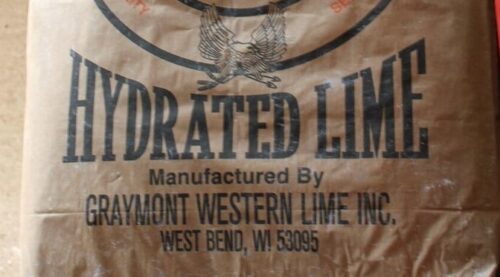 HYDRATED LIME
Manufactured By
GRAYMONT WESTERN LIME INC.
WEST BEND, WI 53095